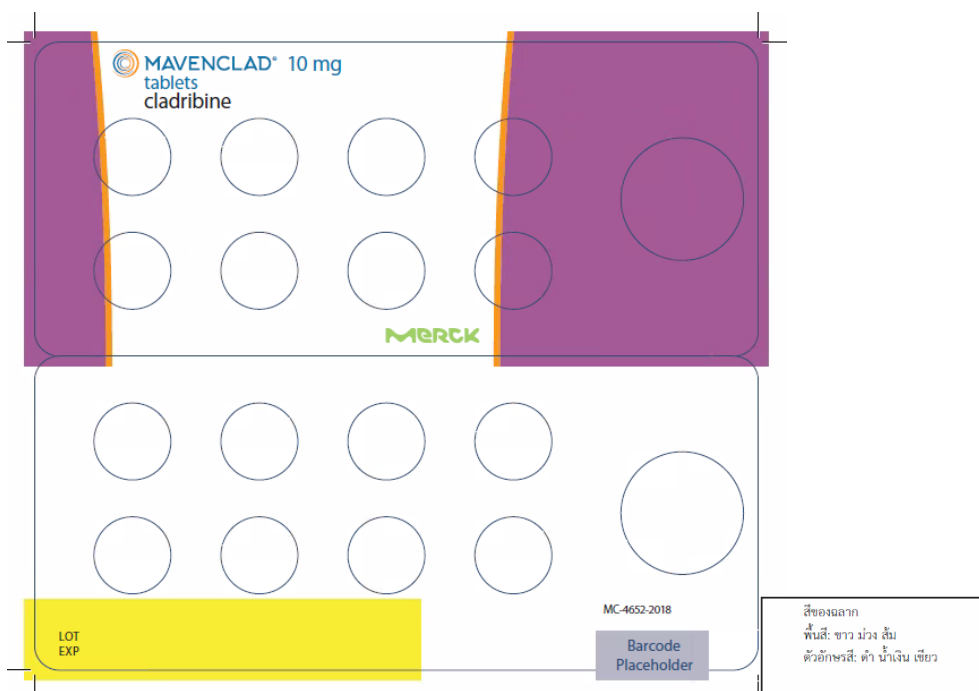 MAVENCLAD® 10 mg
tablets
cladribine
MERCK
MC-4652-2018
LOT
EXP
Barcode
Placeholder
สีของฉลาก
พื้นสี: ขาว ม่วง ส้ม
ตัวอักษรสี: ดำ น้ำเงิน เขียว